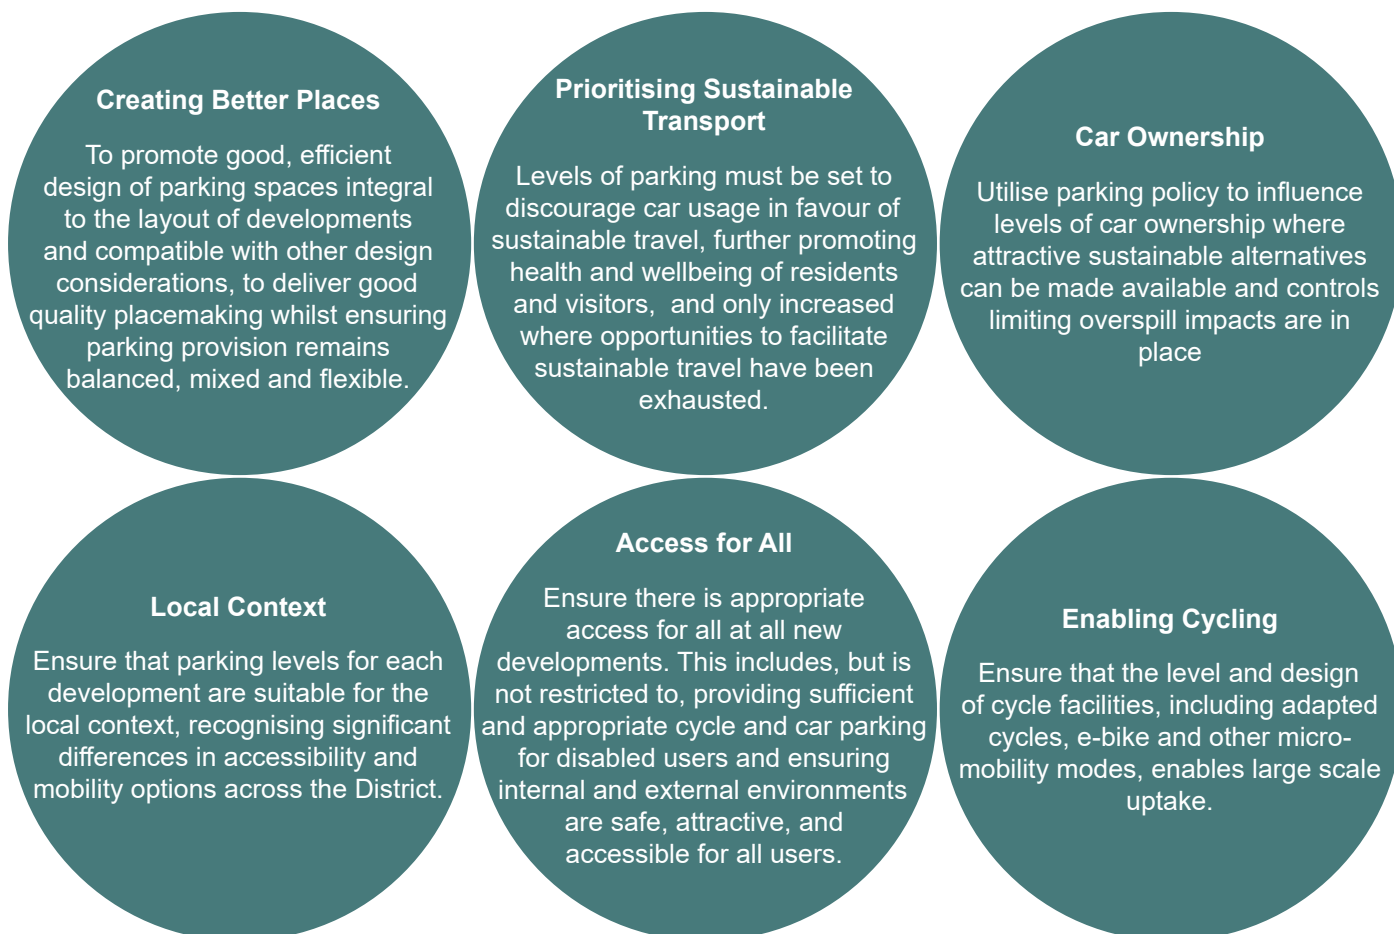 Creating Better Places
To promote good, efficient
design of parking spaces integral
to the layout of developments
and compatible with other design
considerations, to deliver good
quality placemaking whilst ensuring
parking provision remains
balanced, mixed and flexible.
Prioritising Sustainable
Transport
Levels of parking must be set to
discourage car usage in favour of
sustainable travel, further promoting
health and wellbeing of residents
and visitors,  and only increased
where opportunities to facilitate
sustainable travel have been
exhausted.
Car Ownership
Utilise parking policy to influence
levels of car ownership where
attractive sustainable alternatives
can be made available and controls
limiting overspill impacts are in
place
Local Context
Ensure that parking levels for each
development are suitable for the
local context, recognising significant
differences in accessibility and
mobility options across the District.
Access for All
Ensure there is appropriate
access for all at all new
developments. This includes, but is
not restricted to, providing sufficient
and appropriate cycle and car parking
for disabled users and ensuring
internal and external environments
are safe, attractive, and
accessible for all users.
Enabling Cycling
Ensure that the level and design
of cycle facilities, including adapted
cycles, e-bike and other micro-
mobility modes, enables large scale
uptake.